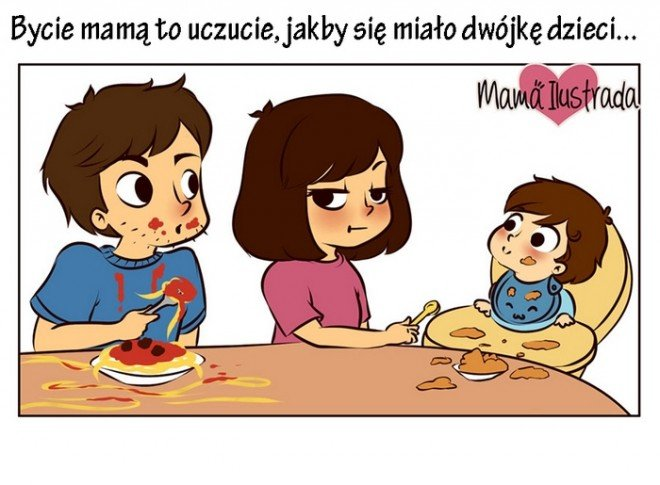 Bycie mamą to uczucie, jakby się miało dwójkę dzieci...
Mamá Ilustrada